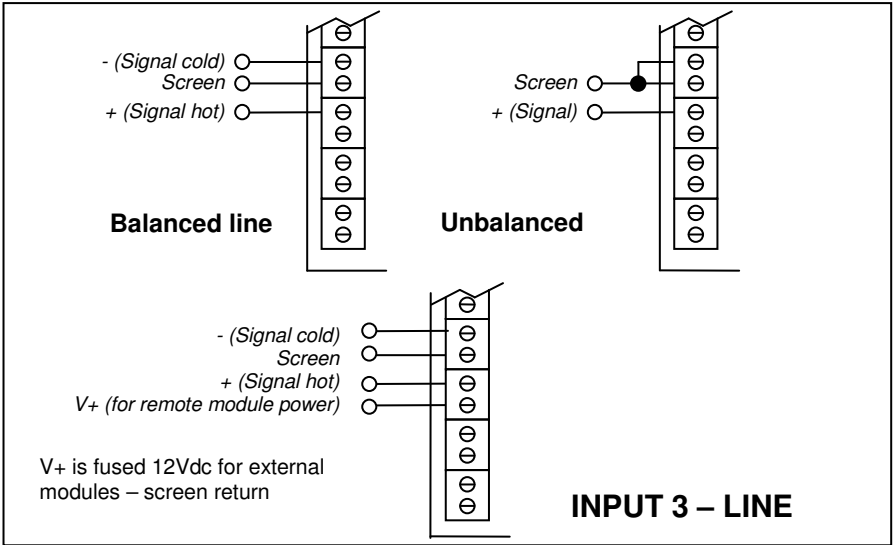 - (Signal cold)
Screen
+ (Signal hot)
Balanced line
Screen
+ (Signal)
Unbalanced
- (Signal cold)
Screen
+ (Signal hot)
V+ (for remote module power)
V+ is fused 12Vdc for external
modules – screen return
INPUT 3 – LINE